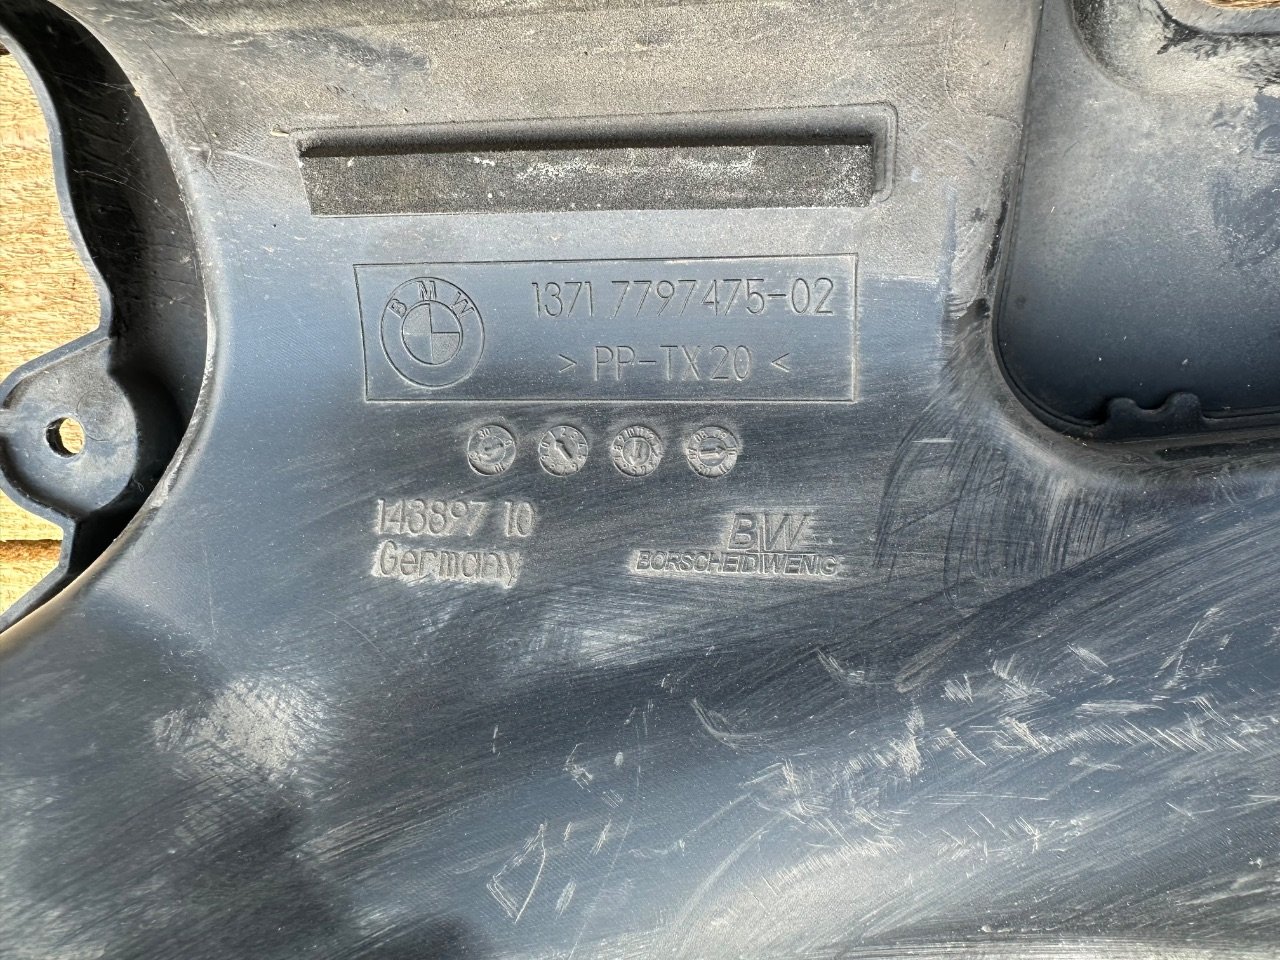 BMW
1371 7797475-02
> PP-TX20 <
143897 10
Germany
BW
BORSCHEIDWENIG